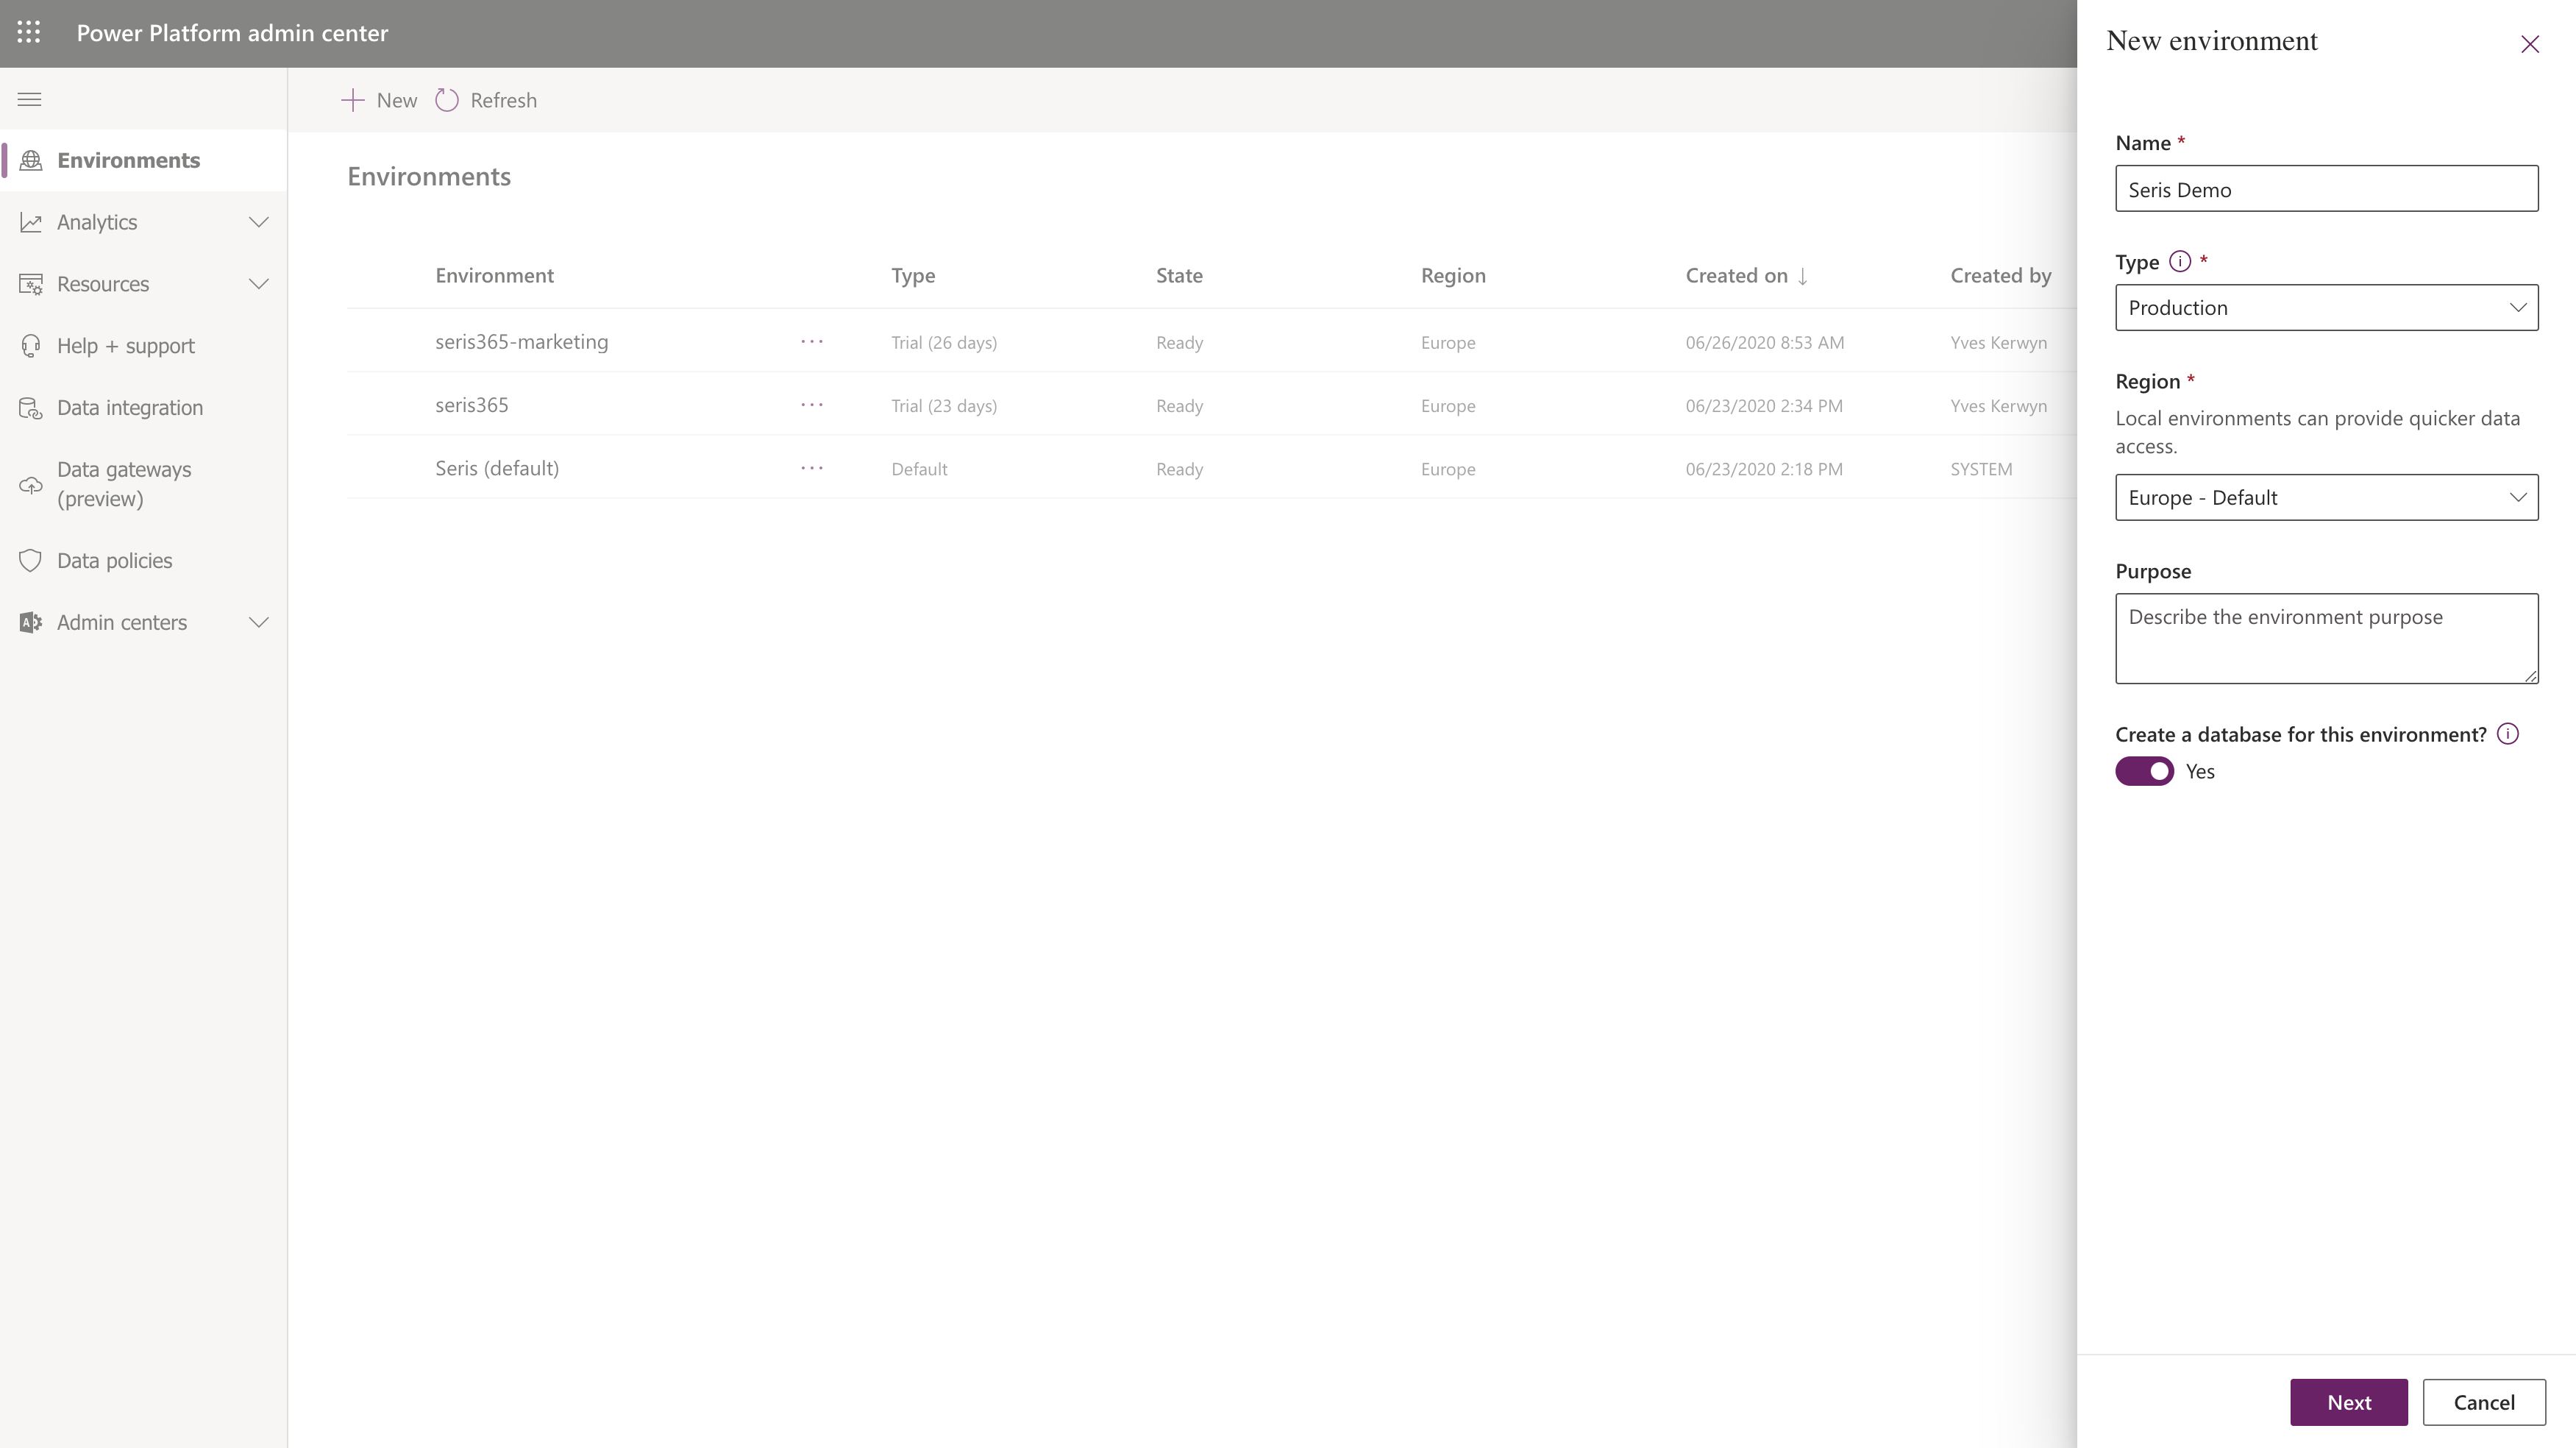 Power Platform admin center
New
Refresh
Environments
Analytics
Resources
Help + support
Data integration
Data gateways
(preview)
Data policies
Admin centers
Environments
Environment Type State Region Created on ↓ Created by
seris365-marketing ··· Trial (26 days) Ready Europe 06/26/2020 8:53 AM Yves Kerwyn
seris365 ··· Trial (23 days) Ready Europe 06/23/2020 2:34 PM Yves Kerwyn
Seris (default) ··· Default Ready Europe 06/23/2020 2:18 PM SYSTEM
New environment
Name *
Seris Demo
Type *
Production
Region *
Local environments can provide quicker data
access.
Europe - Default
Purpose
Describe the environment purpose
Create a database for this environment?
Yes
Next
Cancel